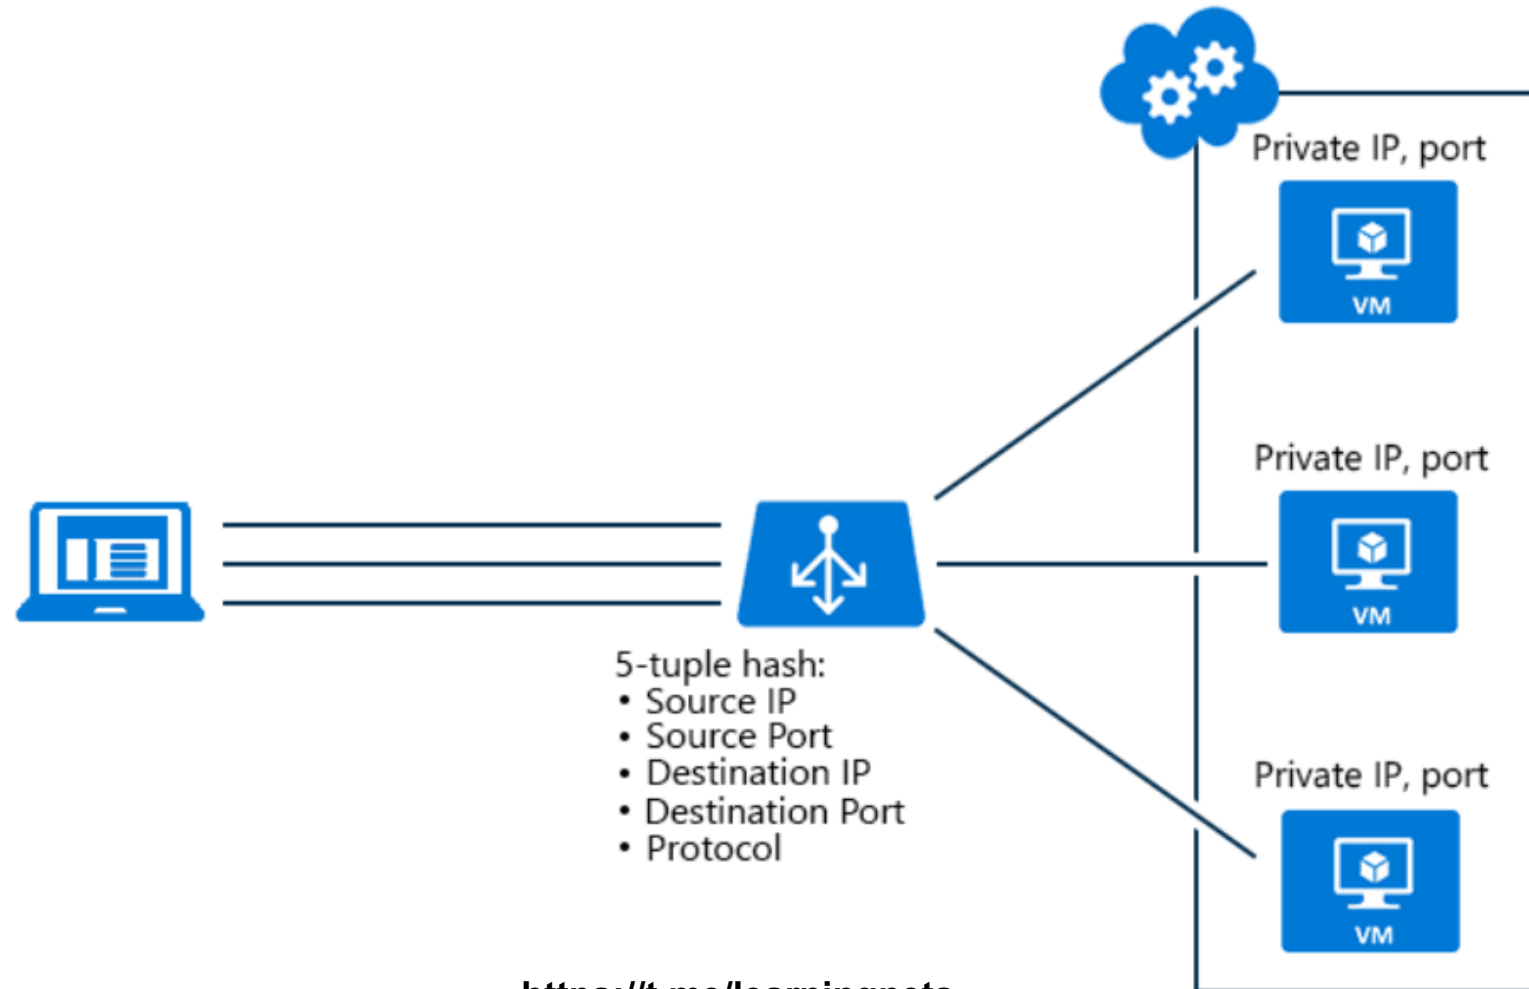 Private IP, port
VM
Private IP, port
VM
5-tuple hash:
• Source IP
• Source Port
• Destination IP
• Destination Port
• Protocol
Private IP, port
VM